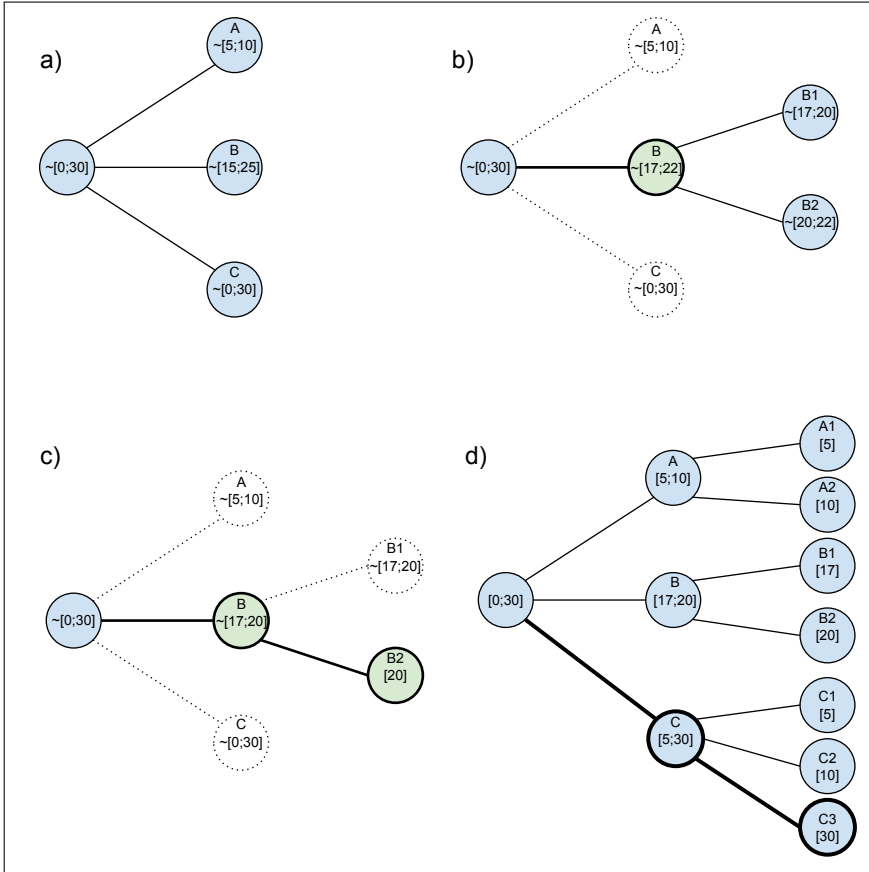 a)
A
~[5;10]
~[0;30]
B
~[15;25]
C
~[0;30]
b)
A
~[5;10]
B1
~[17;20]
~[0;30]
B
~[17;22]
B2
~[20;22]
C
~[0;30]
c)
A
~[5;10]
B1
~[17;20]
~[0;30]
B
~[17;20]
B2
[20]
C
~[0;30]
d)
A1
[5]
A
[5;10]
A2
[10]
B1
[17]
[0;30]
B
[17;20]
B2
[20]
C1
[5]
C
[5;30]
C2
[10]
C3
[30]